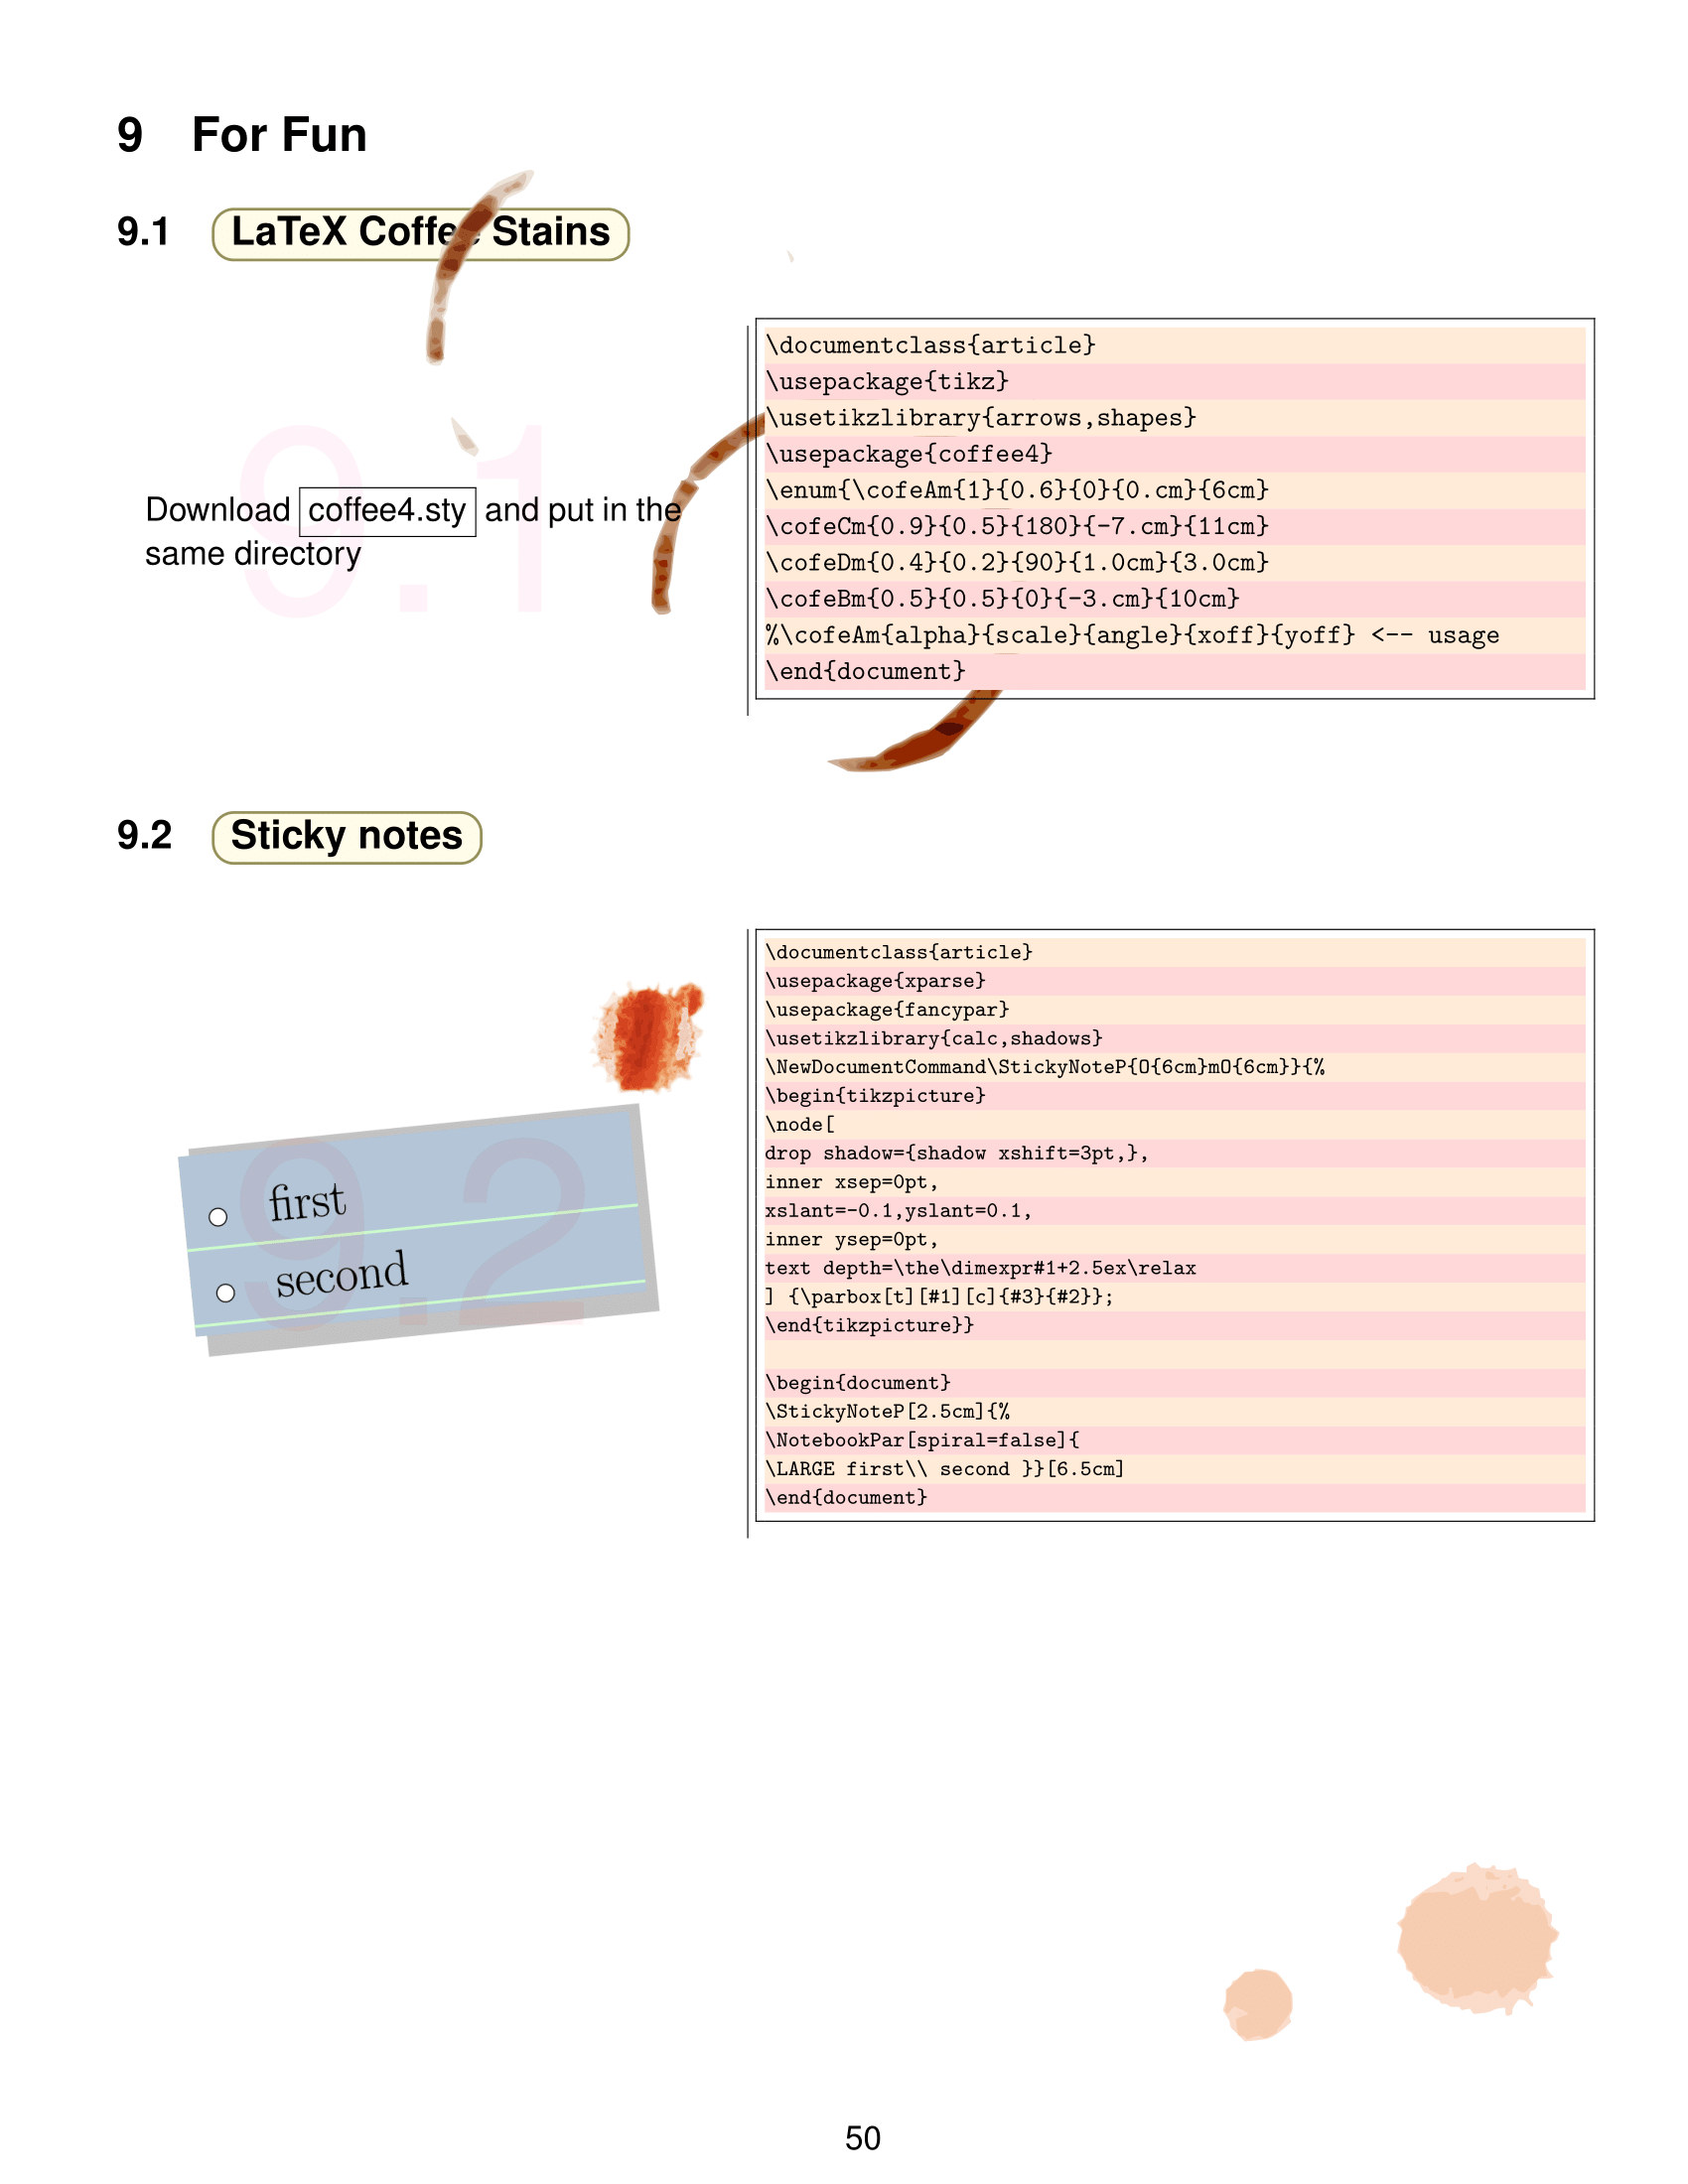 9 For Fun
9.1 LaTeX Coffee Stains
9.1
Download coffee4.sty and put in the
same directory
\documentclass{article}
\usepackage{tikz}
\usetikzlibrary{arrows,shapes}
\usepackage{coffee4}
\enum{\cofeAm{1}{0.6}{0}{0.cm}{6cm}
\cofeCm{0.9}{0.5}{180}{-7.cm}{11cm}
\cofeDm{0.4}{0.2}{90}{1.0cm}{3.0cm}
\cofeBm{0.5}{0.5}{0}{-3.cm}{10cm}
%\cofeAm{alpha}{scale}{angle}{xoff}{yoff} <-- usage
\end{document}
9.2 Sticky notes
9.2
first
second
\documentclass{article}
\usepackage{xparse}
\usepackage{fancypar}
\usetikzlibrary{calc,shadows}
\NewDocumentCommand\StickyNoteP{O{6cm}mO{6cm}}{%
\begin{tikzpicture}
\node[
drop shadow={shadow xshift=3pt,},
inner xsep=0pt,
xslant=-0.1,yslant=0.1,
inner ysep=0pt,
text depth=\the\dimexpr#1+2.5ex\relax
] {\parbox[t][#1][c]{#3}{#2}};
\end{tikzpicture}}
\begin{document}
\StickyNoteP[2.5cm]{%
\NotebookPar[spiral=false]{
\LARGE first\\ second }}[6.5cm]
\end{document}
50